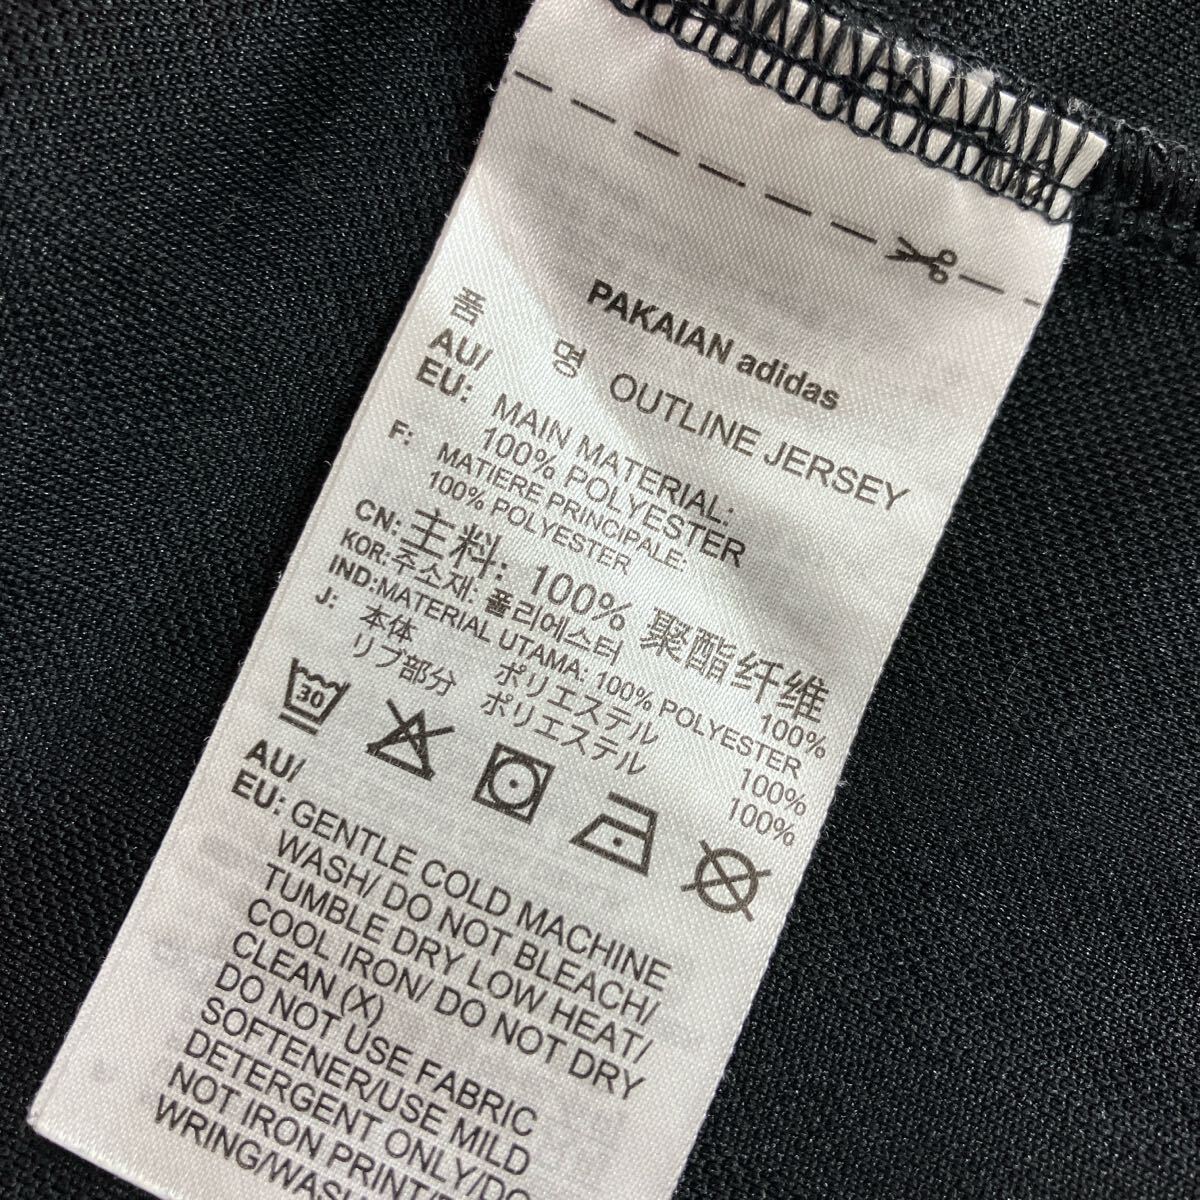 PAKAIAN adidas
품 명 OUTLINE JERSEY
AU/
EU: MAIN MATERIAL:
100% POLYESTER
F: MATIERE PRINCIPALE:
100% POLYESTER
CN: 主料: 100% 聚酯纤维
KOR: 주소재: 폴리에스터 100%
IND: MATERIAL UTAMA: 100% POLYESTER
J: 本体 ポリエステル 100%
リブ部分 ポリエステル 100%
30
AU/
EU: GENTLE COLD MACHINE
WASH/ DO NOT BLEACH/
TUMBLE DRY LOW HEAT/
COOL IRON/ DO NOT DRY
CLEAN (X)
DO NOT USE FABRIC
SOFTENER/USE MILD
DETERGENT ONLY/DO
NOT IRON PRINT/
WRING/WASH